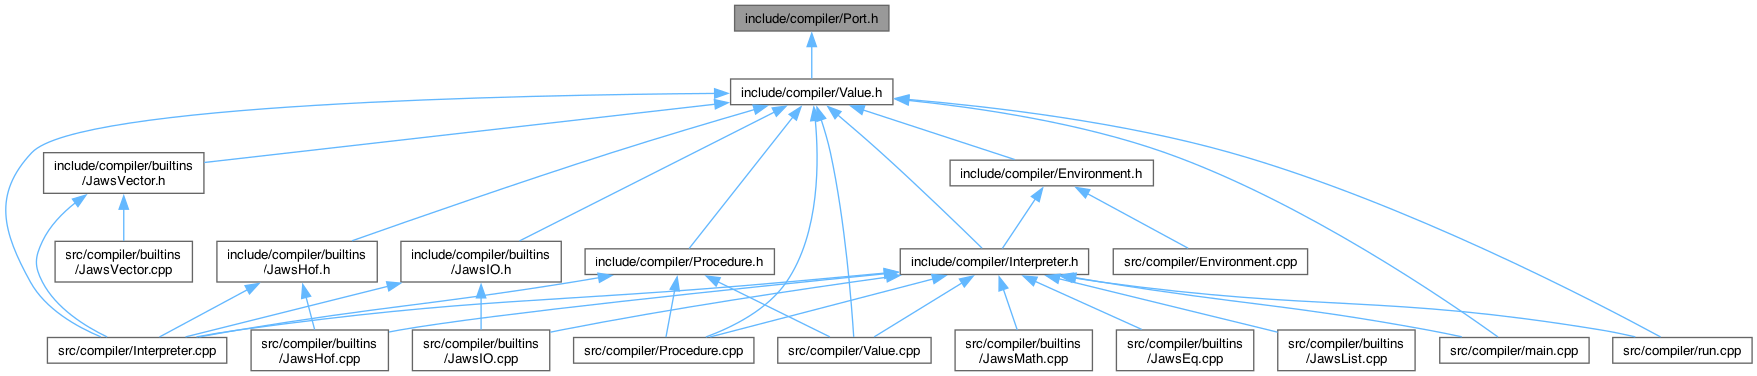 include/compiler/Port.h
include/compiler/Value.h
include/compiler/builtins
/JawsVector.h
include/compiler/Environment.h
src/compiler/builtins
/JawsVector.cpp
include/compiler/builtins
/JawsHof.h
include/compiler/builtins
/JawsIO.h
include/compiler/Procedure.h
include/compiler/Interpreter.h
src/compiler/Environment.cpp
src/compiler/Interpreter.cpp
src/compiler/builtins
/JawsHof.cpp
src/compiler/builtins
/JawsIO.cpp
src/compiler/Procedure.cpp
src/compiler/Value.cpp
src/compiler/builtins
/JawsMath.cpp
src/compiler/builtins
/JawsEq.cpp
src/compiler/builtins
/JawsList.cpp
src/compiler/main.cpp
src/compiler/run.cpp